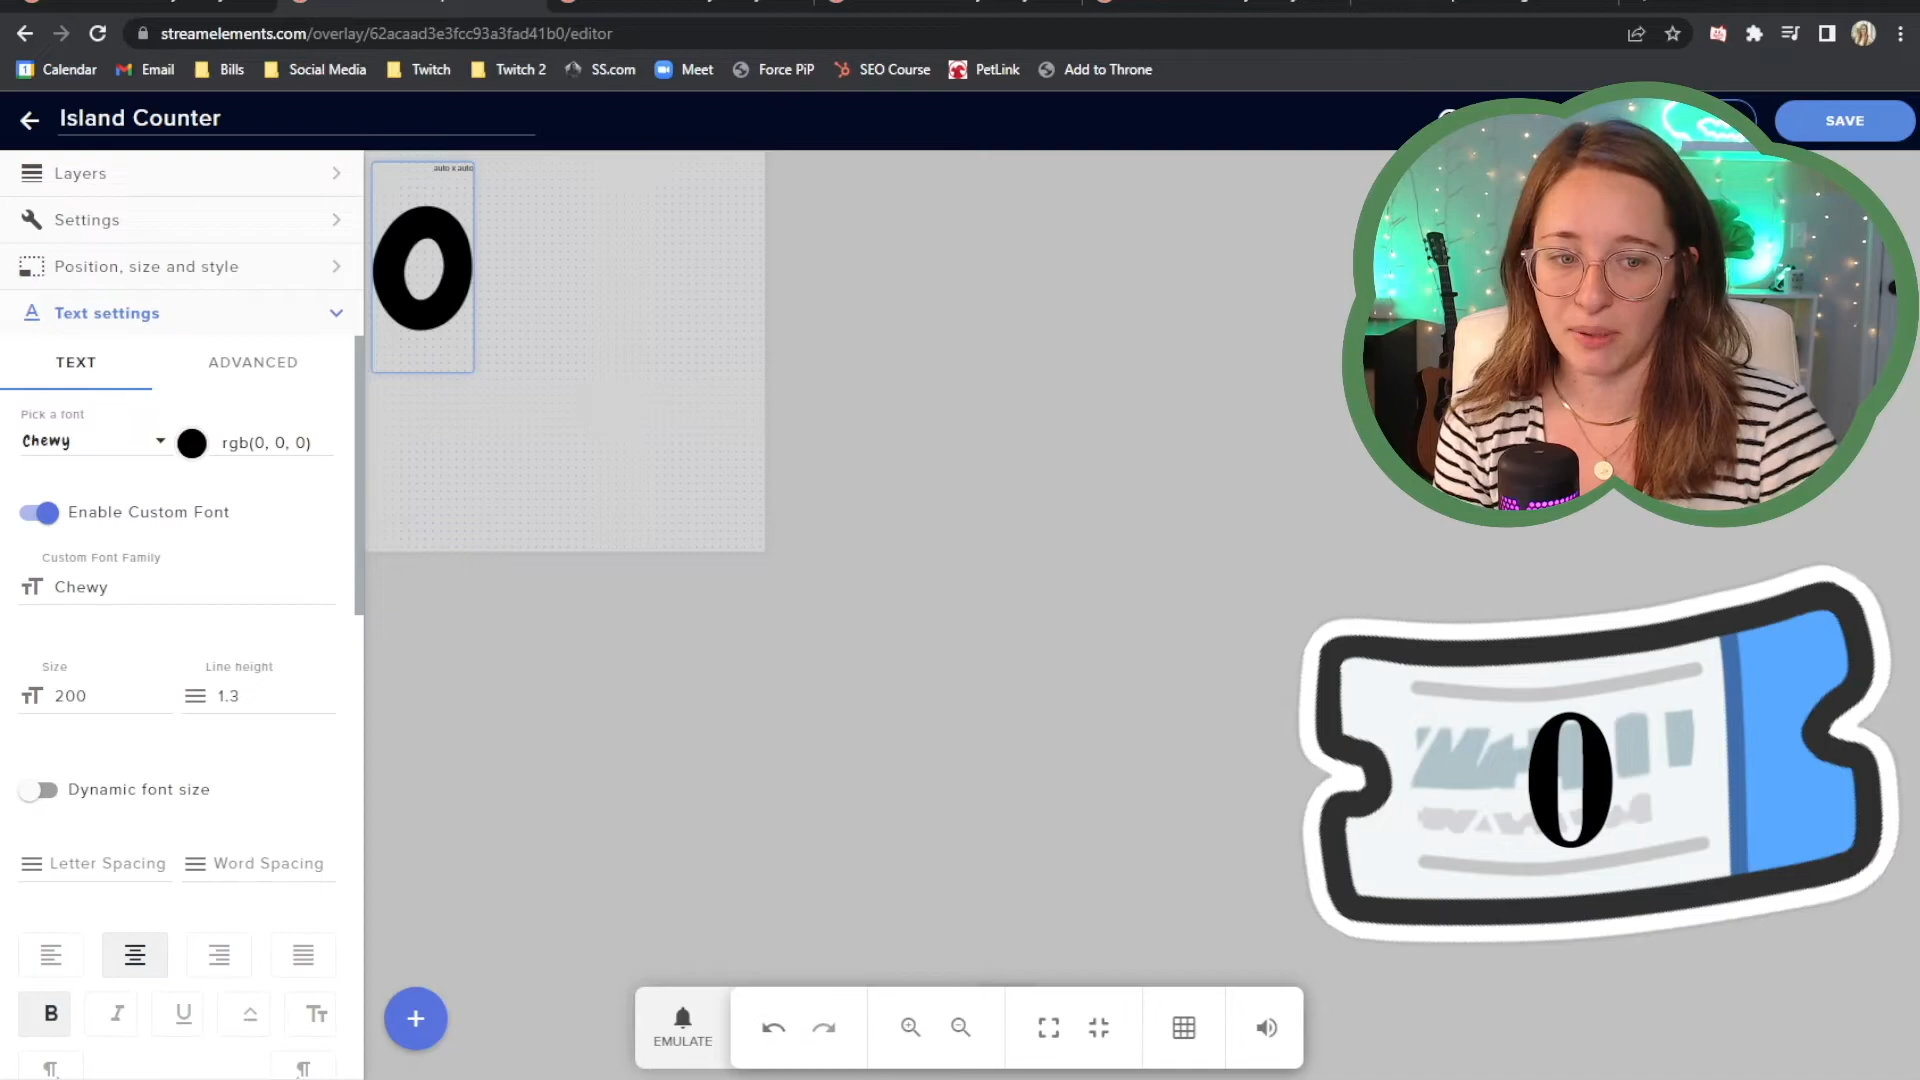 streamelements.com/overlay/62acaad3e3fcc93a3fad41b0/editor
Calendar Email Bills Social Media Twitch Twitch 2 SS.com Meet Force PiP SEO Course PetLink Add to Throne
Island Counter
SAVE
Layers
Settings
Position, size and style
Text settings
TEXT ADVANCED
Pick a font
Chewy rgb(0, 0, 0)
Enable Custom Font
Custom Font Family
Chewy
Size Line height
200 1.3
Dynamic font size
Letter Spacing Word Spacing
B I U Tт
auto x auto
0
EMULATE
0